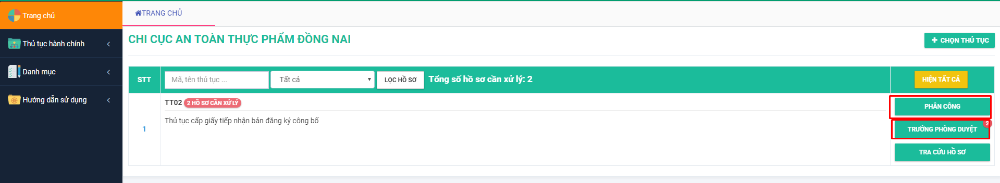 Trang chủ
Thủ tục hành chính
Danh mục
Hướng dẫn sử dụng
TRANG CHỦ
CHI CỤC AN TOÀN THỰC PHẨM ĐỒNG NAI
CHỌN THỦ TỤC
STT
Mã, tên thủ tục ...
Tất cả
LỌC HỒ SƠ
Tổng số hồ sơ cần xử lý: 2
HIỆN TẤT CẢ
1
TT02 2 HỒ SƠ CẦN XỬ LÝ
Thủ tục cấp giấy tiếp nhận bản đăng ký công bố
PHÂN CÔNG
TRƯỞNG PHÒNG DUYỆT
2
TRA CỨU HỒ SƠ